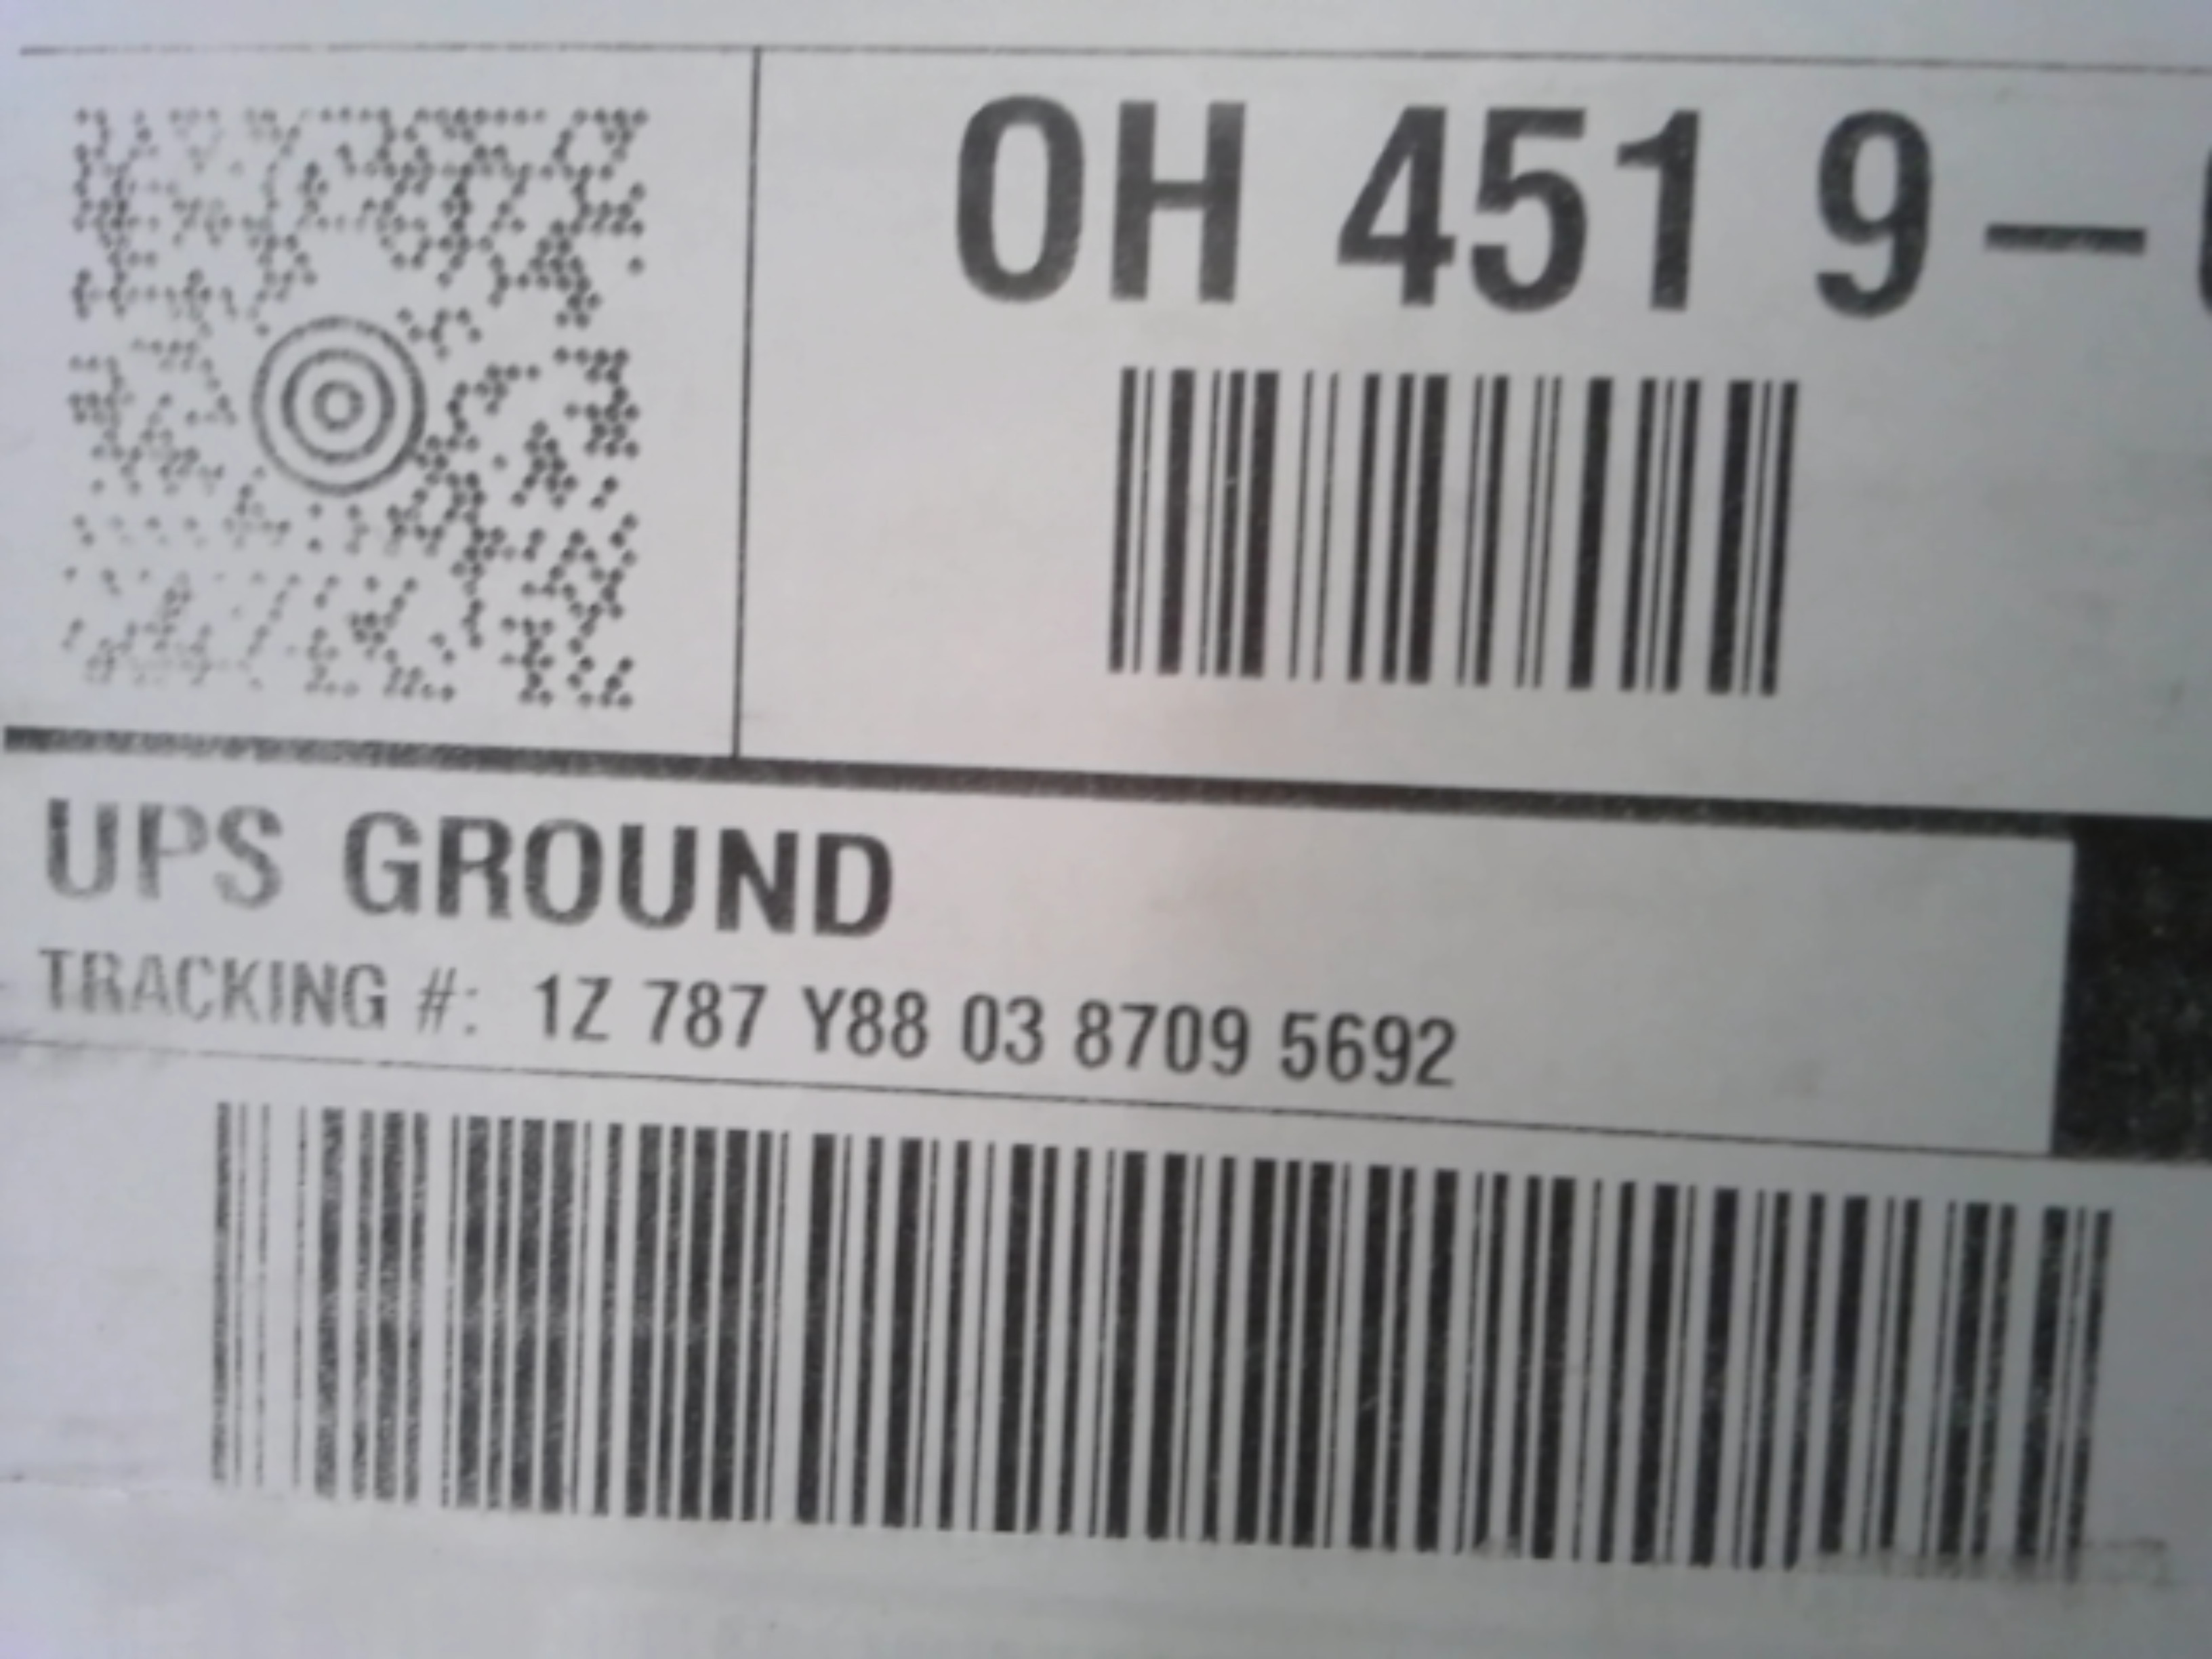 OH 451 9-
UPS GROUND
TRACKING #: 1Z 787 Y88 03 8709 5692